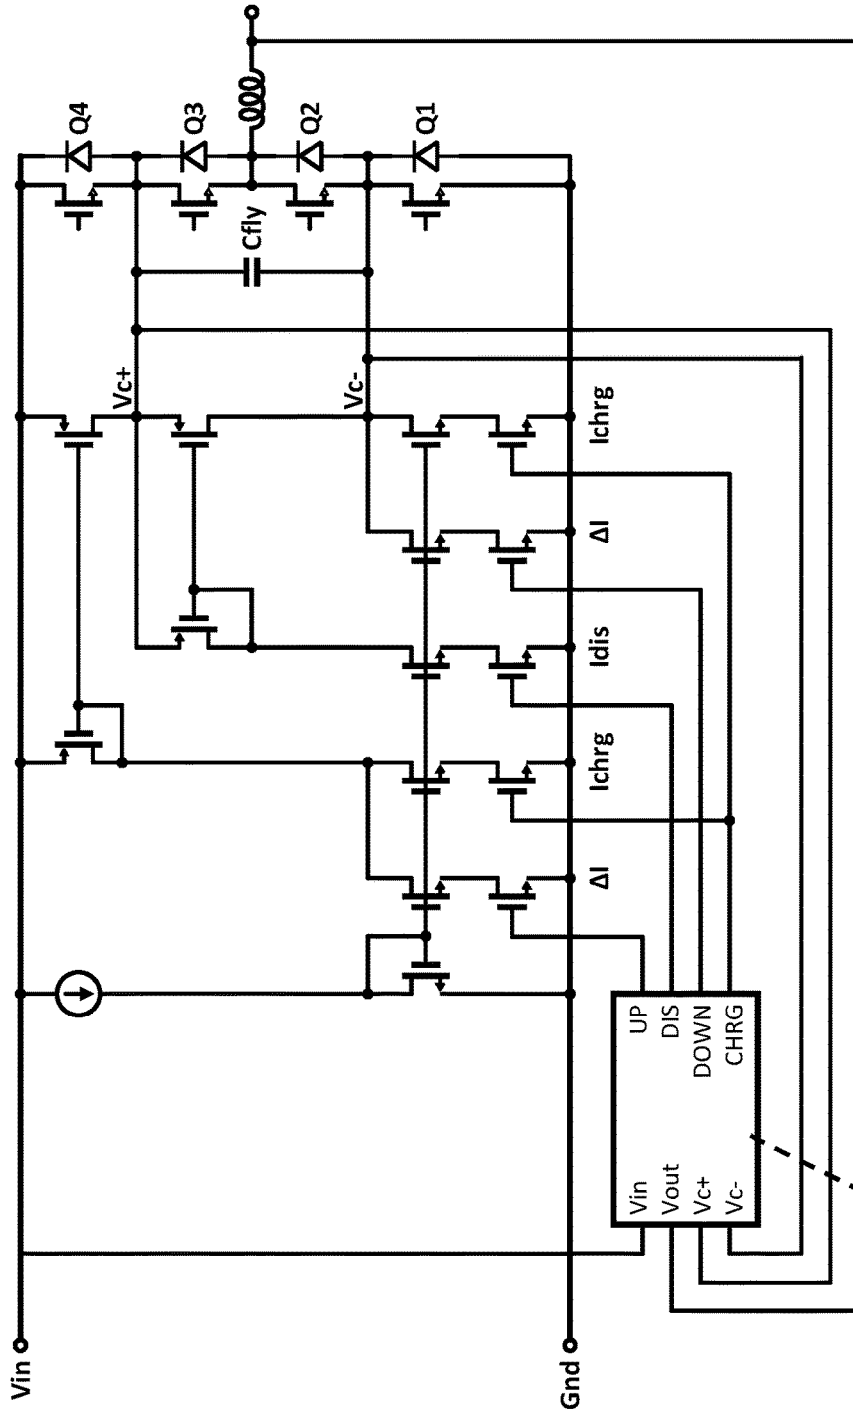 Vin
Gnd
Vin
Vout
Vc+
Vc-
UP
DIS
DOWN
CHRG
ΔI
Ichrg
Idis
ΔI
Ichrg
Vc+
Vc-
Cfly
Q4
Q3
Q2
Q1